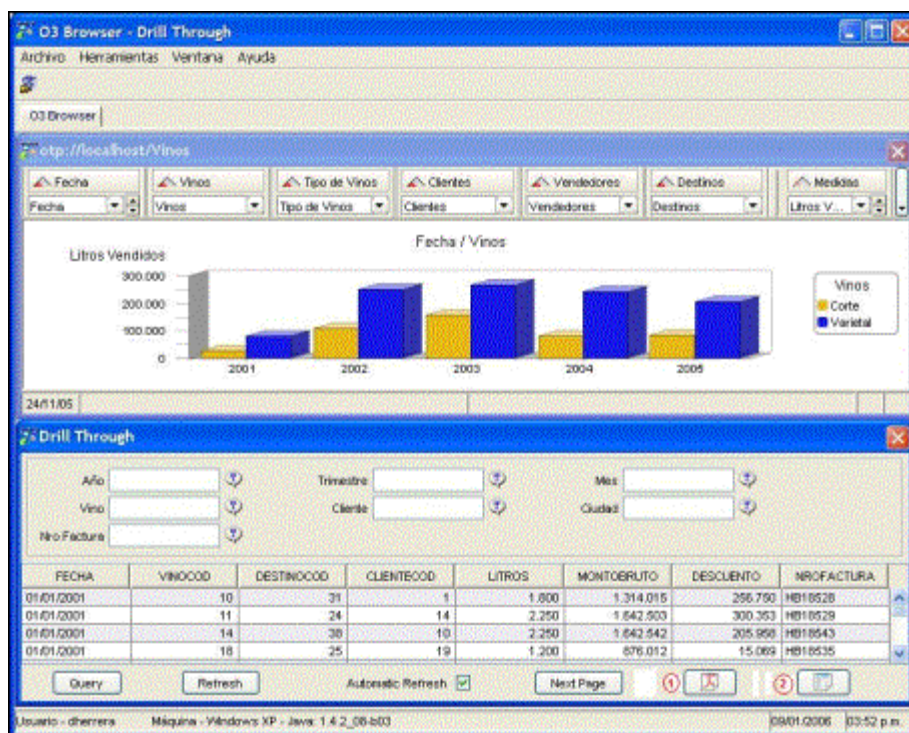 O3 Browser - Drill Through
Archivo Herramientas Ventana Ayuda
O3 Browser
otp://localhost/Vinos
Fecha Vinos Tipo de Vinos Clientes Vendedores Destinos Medidas
Fecha Vinos Tipo de Vinos Clientes Vendedores Destinos Litros V...
Fecha / Vinos
Litros Vendidos
300.000
200.000
100.000
0
2001 2002 2003 2004 2005
Vinos
Corte
Varietal
24/11/05
Drill Through
Año Trimestre Mes
Vino Cliente Ciudad
Nro Factura
FECHA VINOCOD DESTINOCOD CLIENTECOD LITROS MONTOBRUTO DESCUENTO NROFACTURA
01/01/2001 10 31 1 1.800 1.314.015 256.750 HB18528
01/01/2001 11 24 14 2.250 1.642.503 300.353 HB18529
01/01/2001 14 38 10 2.250 1.642.542 205.958 HB18543
01/01/2001 18 25 19 1.200 876.012 15.069 HB18535
Query Refresh Automatic Refresh Next Page 1 2
Usuario - dherrera Máquina - Windows XP - Java: 1.4.2_08-b03 09/01/2006 03:52 p.m.